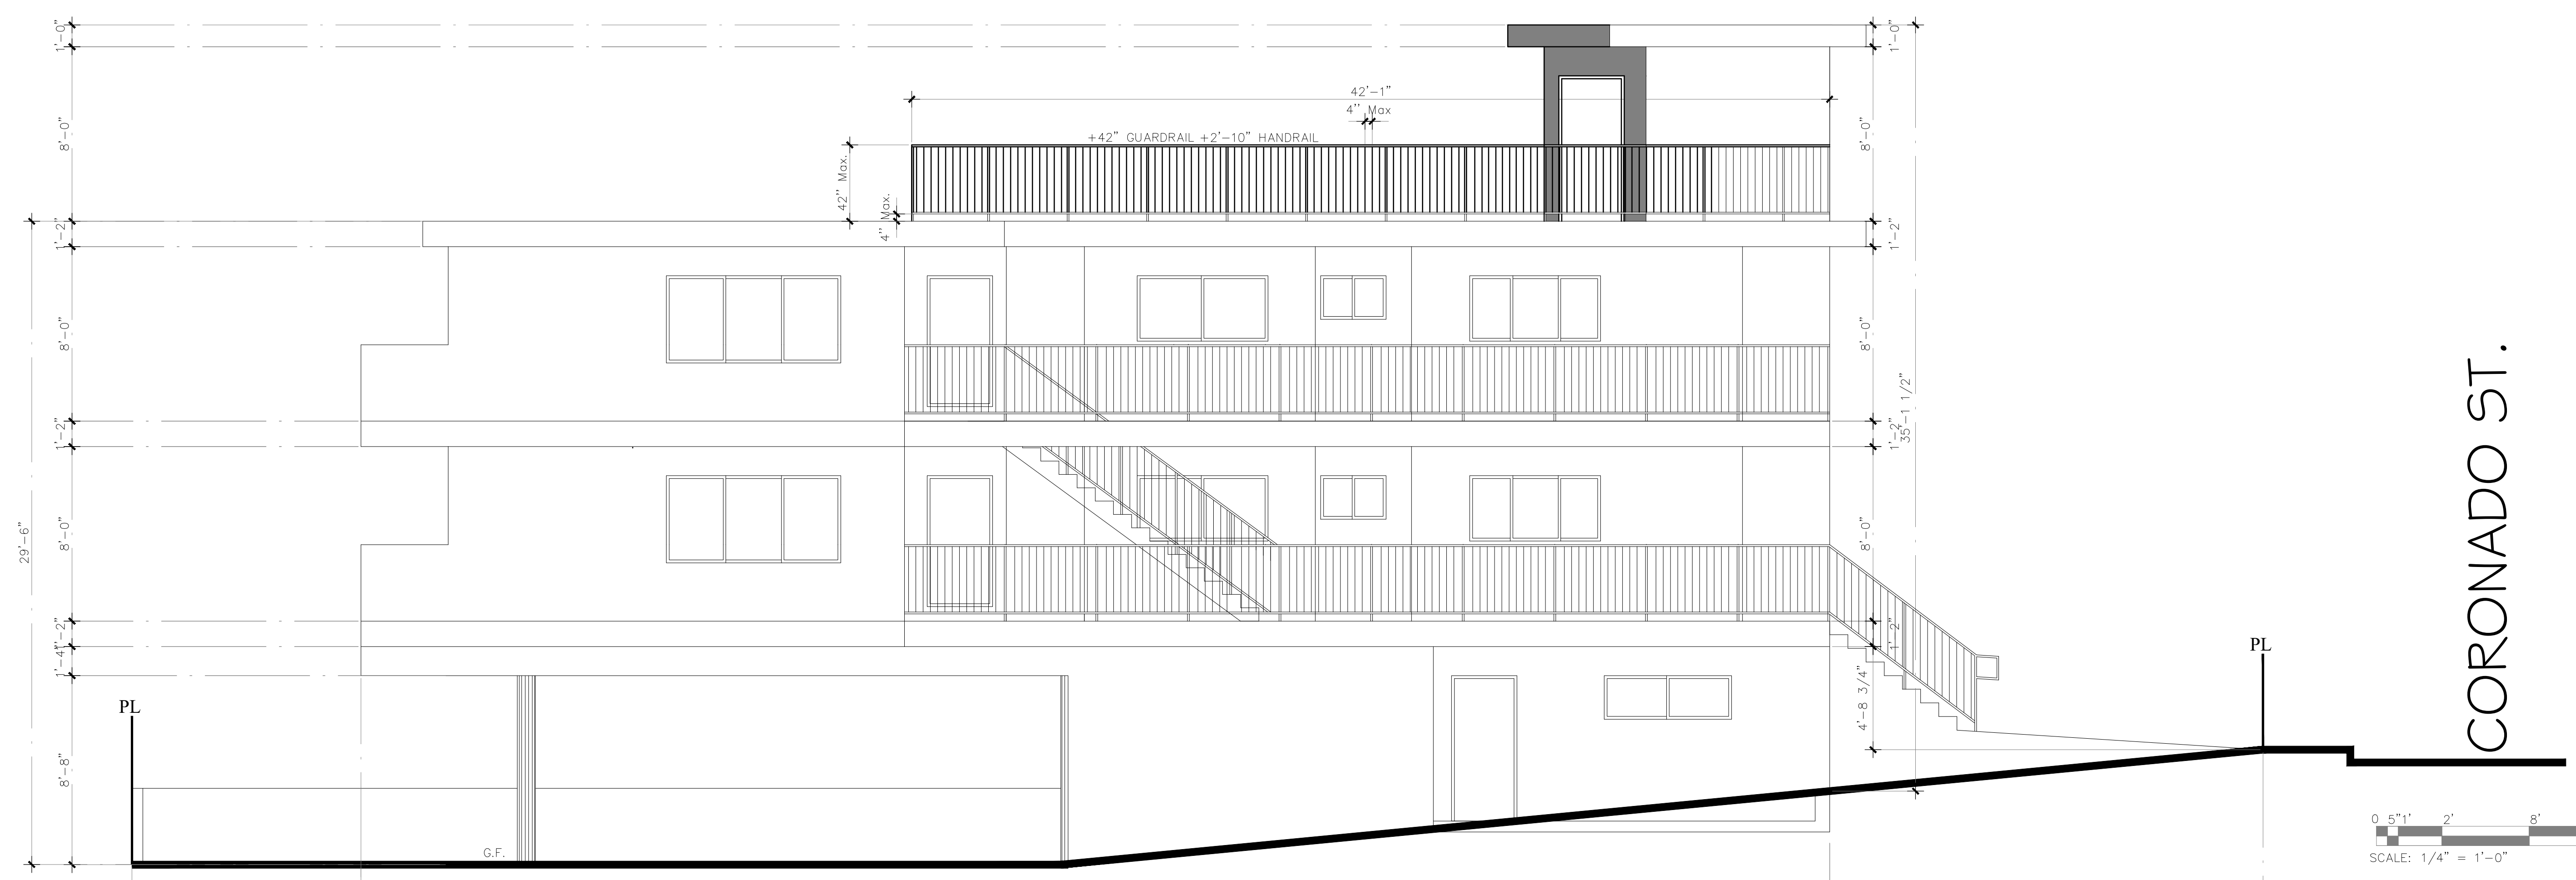 1'-0"
8'-0"
1'-2"
8'-0"
1'-2"
8'-0"
1'-2"
1'-4"
8'-8"
29'-6"
42'-1"
4'' Max
+42" GUARDRAIL +2'-10" HANDRAIL
42'' Max.
4'' Max.
1'-0"
8'-0"
1'-2"
8'-0"
1'-2"
35'-1 1/2"
8'-0"
1'-2"
4'-8 3/4"
PL
PL
G.F.
CORONADO ST.
0 5"1' 2' 8'
SCALE: 1/4" = 1'-0"